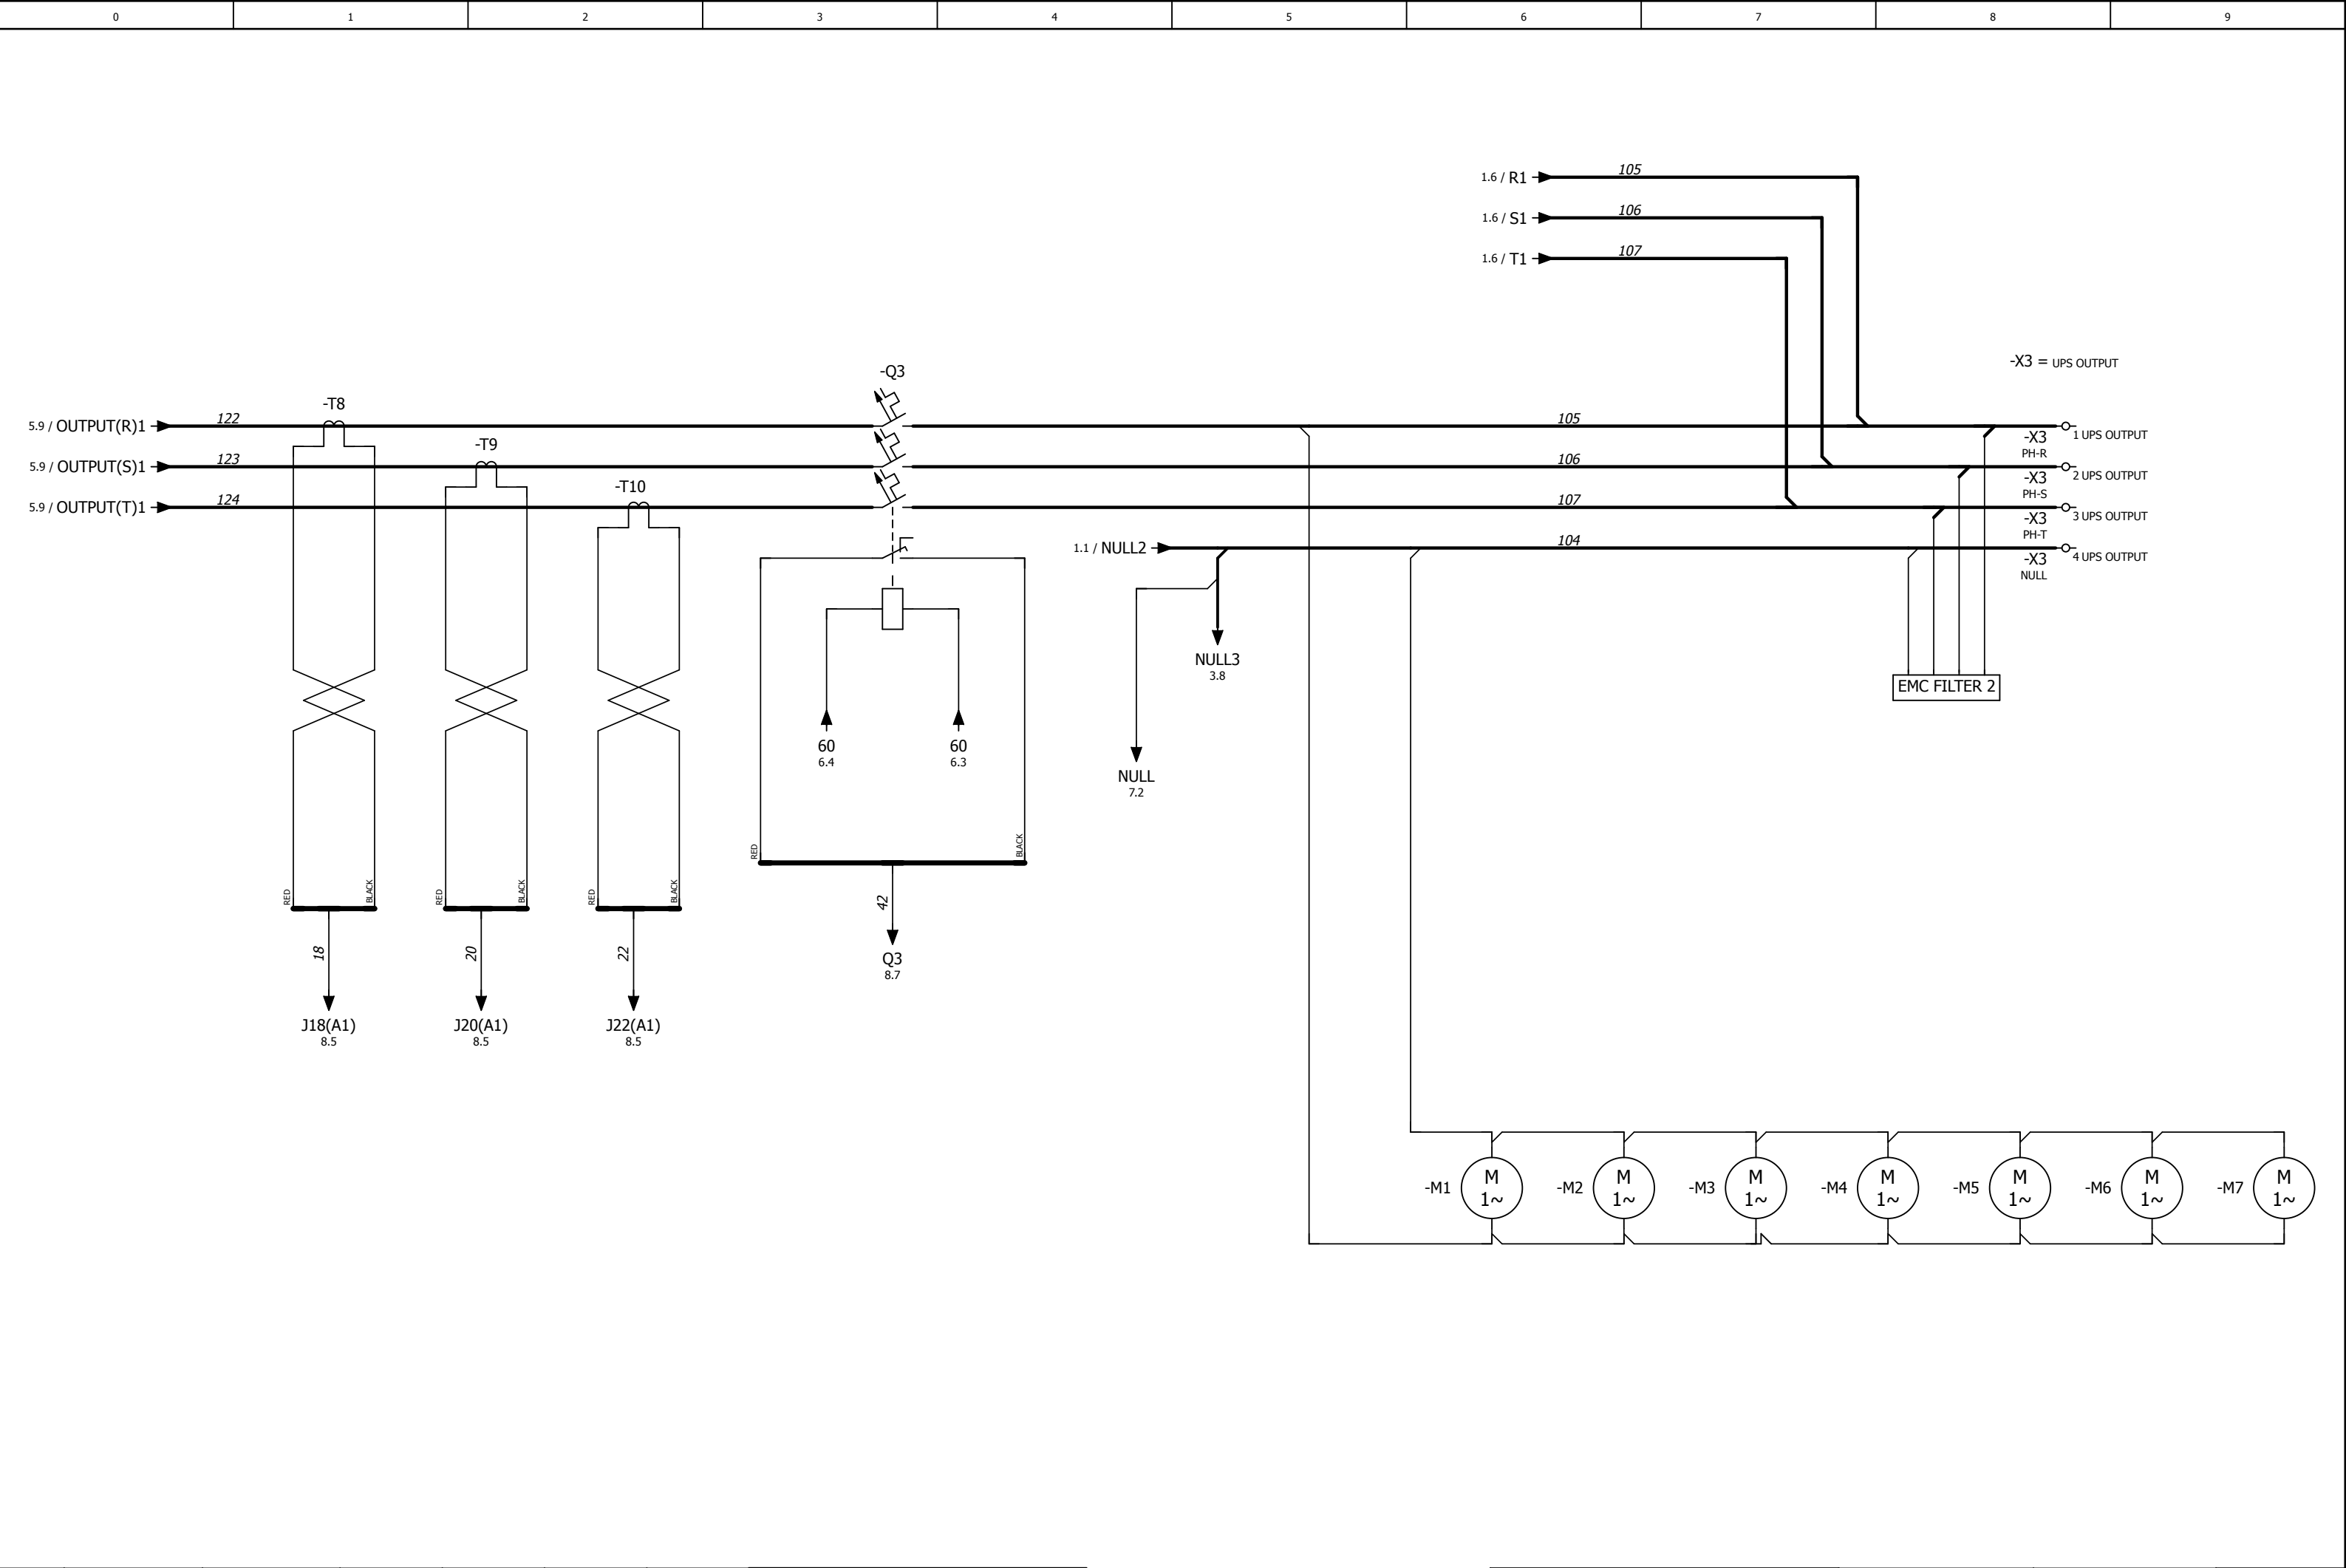 0 1 2 3 4 5 6 7 8 9
1.6 / R1 105
1.6 / S1 106
1.6 / T1 107
-X3 = UPS OUTPUT
-Q3
-T8
5.9 / OUTPUT(R)1 122 105
-X3 1 UPS OUTPUT
PH-R
-T9
5.9 / OUTPUT(S)1 123 106
-X3 2 UPS OUTPUT
PH-S
-T10
5.9 / OUTPUT(T)1 124 107
-X3 3 UPS OUTPUT
PH-T
1.1 / NULL2 104
-X3 4 UPS OUTPUT
NULL
NULL3
3.8
EMC FILTER 2
60 60
6.4 6.3
NULL
7.2
RED BLACK
42
Q3
8.7
RED BLACK RED BLACK RED BLACK
18 20 22
J18(A1) J20(A1) J22(A1)
8.5 8.5 8.5
-M1 M 1~
-M2 M 1~
-M3 M 1~
-M4 M 1~
-M5 M 1~
-M6 M 1~
-M7 M 1~